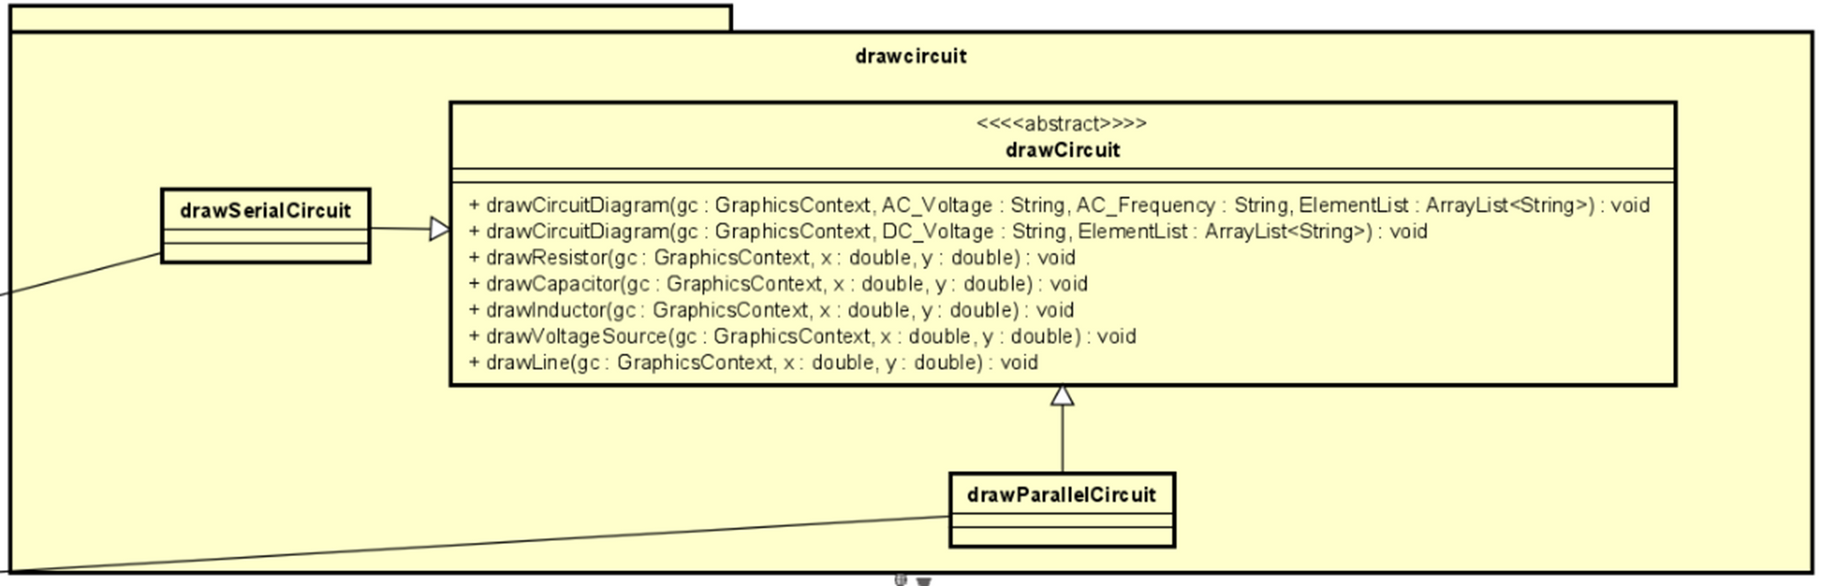 drawcircuit
<<<<abstract>>>>
drawCircuit
drawSerialCircuit
+ drawCircuitDiagram(gc : GraphicsContext, AC_Voltage : String, AC_Frequency : String, ElementList : ArrayList<String>) : void
+ drawCircuitDiagram(gc : GraphicsContext, DC_Voltage : String, ElementList : ArrayList<String>) : void
+ drawResistor(gc : GraphicsContext, x : double, y : double) : void
+ drawCapacitor(gc : GraphicsContext, x : double, y : double) : void
+ drawInductor(gc : GraphicsContext, x : double, y : double) : void
+ drawVoltageSource(gc : GraphicsContext, x : double, y : double) : void
+ drawLine(gc : GraphicsContext, x : double, y : double) : void
drawParallelCircuit